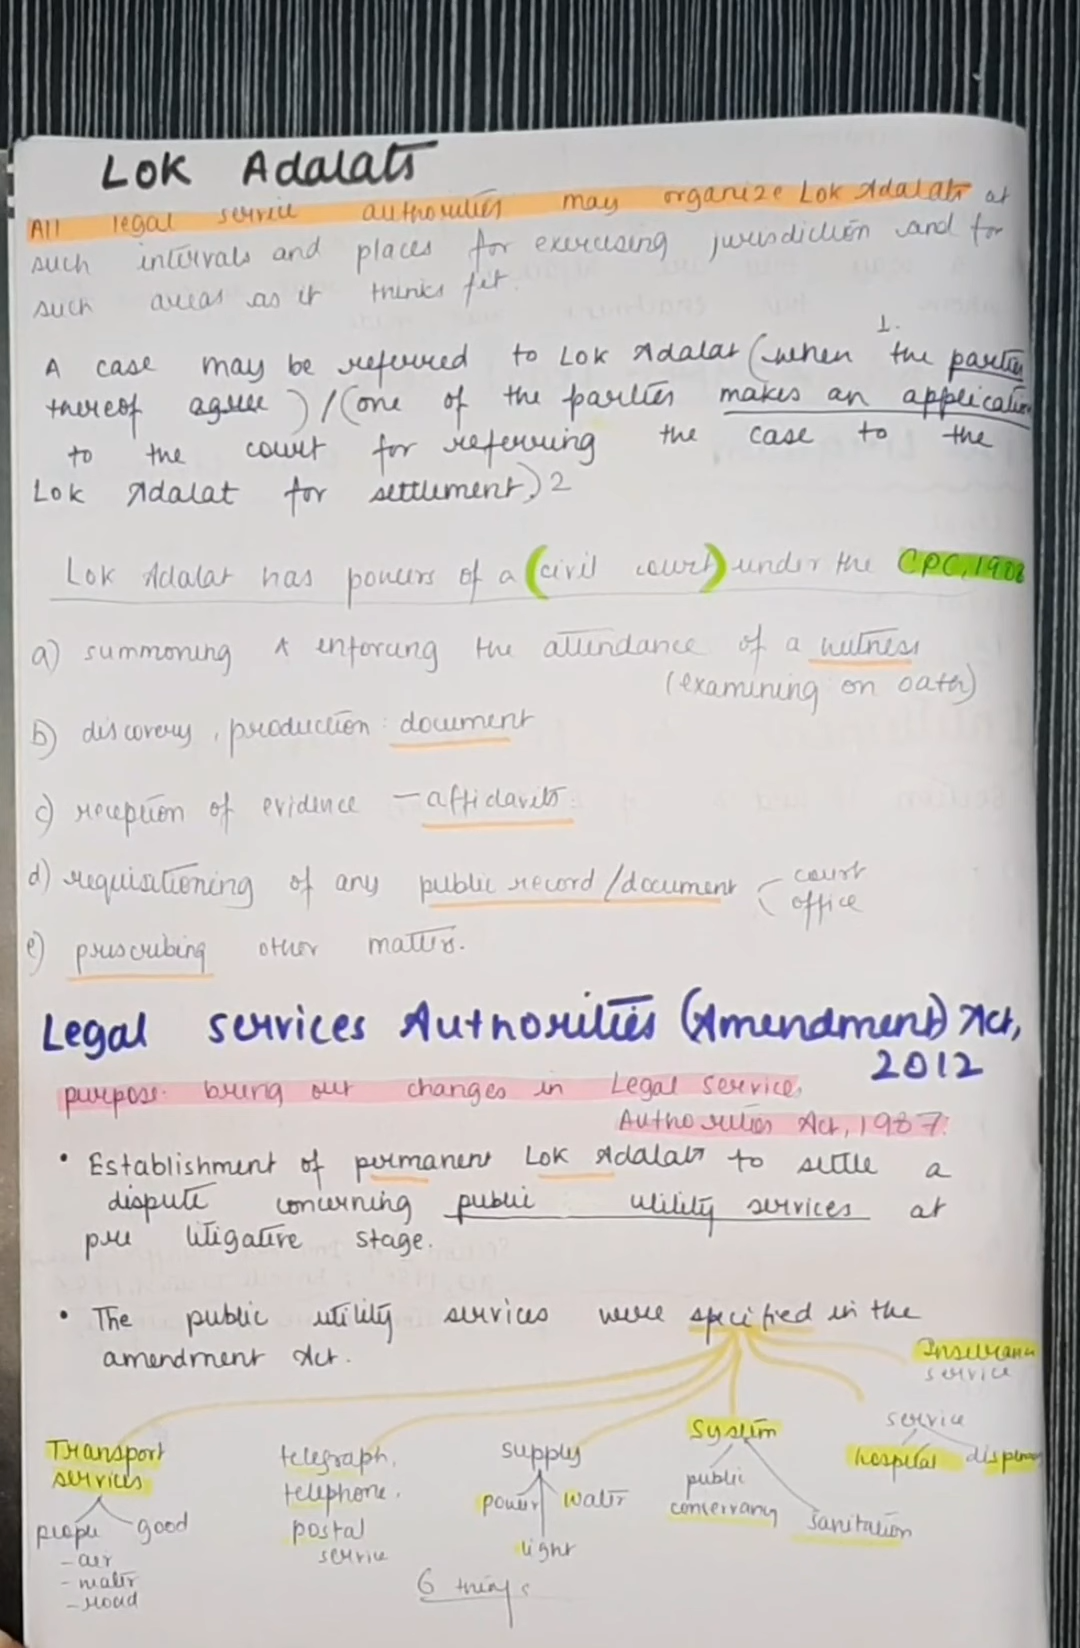 Lok Adalats
All legal service authorities may organize Lok Adalats at
such intervals and places for exercising jurisdiction and for
such areas as it thinks fit.
1.
A case may be referred to Lok Adalat (when the parties
thereof agree) / (one of the parties makes an application
to the court for referring the case to the
Lok Adalat for settlement) 2
Lok Adalat has powers of a (civil court) under the CPC, 1908
a) summoning & enforcing the attendance of a witness
(examining on oath)
b) discovery, production : document
c) reception of evidence - affidavits.
d) requisitioning of any public record/document court
office
e) prescribing other matters.
Legal services Authorities (Amendment) Act,
2012
purpose: bring out changes in Legal service
Authorities Act, 1987.
• Establishment of permanent Lok Adalats to settle a
dispute concerning public utility services at
pre litigative stage.
• The public utility services were specified in the
amendment Act.
Insurance
service
service
hospital dispensary
system
public
conservancy sanitation
supply
power water
light
telegraph,
telephone,
postal
service
Transport
services
people good
- air
- water
- road
6 things